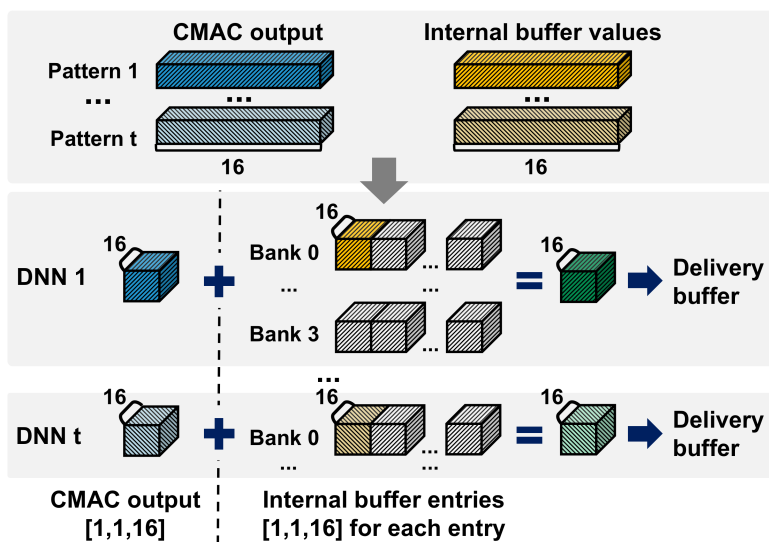 CMAC output
Internal buffer values
Pattern 1
...
...
...
Pattern t
16
16
16
16
16
DNN 1
+
Bank 0
...
=
Delivery
buffer
...
...
Bank 3
...
...
16
16
16
DNN t
+
Bank 0
...
=
Delivery
buffer
...
...
CMAC output
[1,1,16]
Internal buffer entries
[1,1,16] for each entry